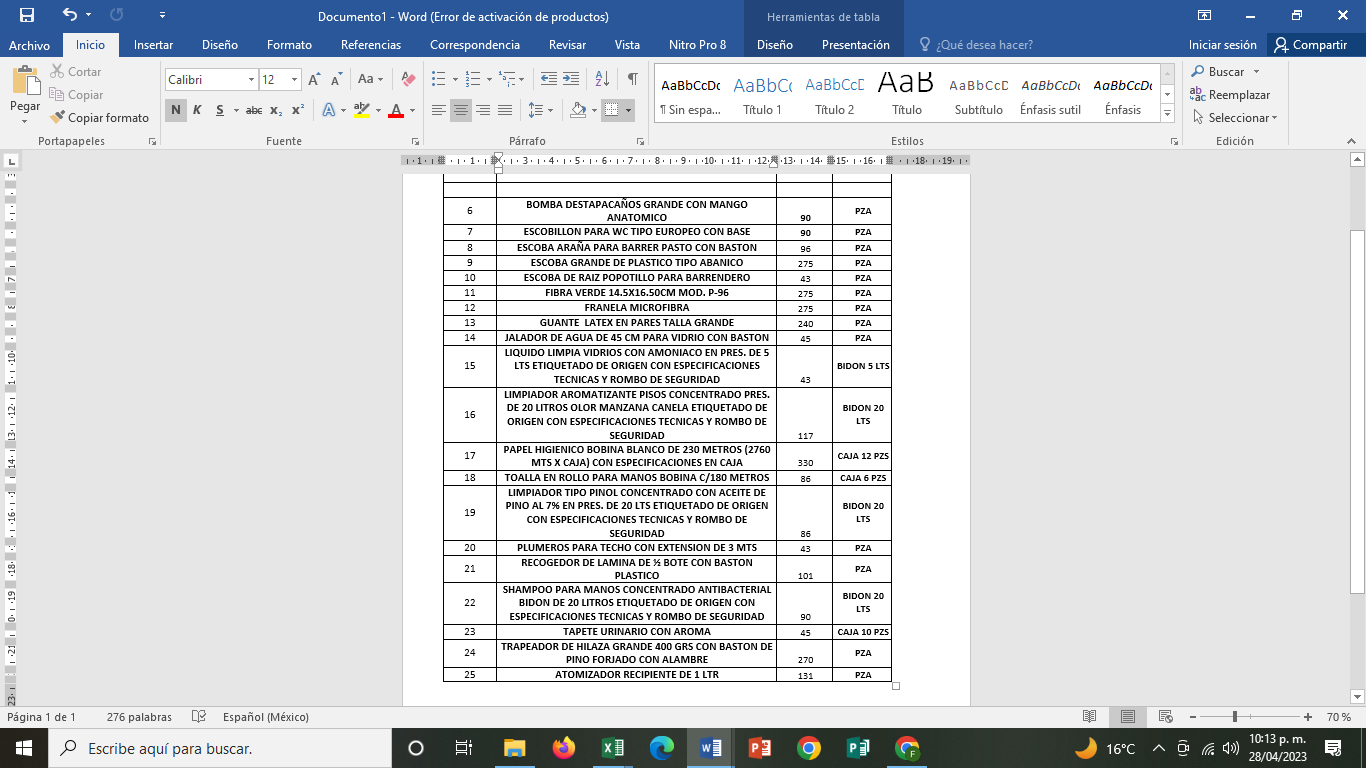 Documento1 - Word (Error de activación de productos)
Herramientas de tabla
Archivo Inicio Insertar Diseño Formato Referencias Correspondencia Revisar Vista Nitro Pro 8 Diseño Presentación ¿Qué desea hacer? Iniciar sesión Compartir
Pegar
Cortar
Copiar
Copiar formato
Portapapeles
Calibri 12
Fuente
Párrafo
AaBbCcDc AaBbCc AaBbCcD AaB AaBbCcD AaBbCcDc AaBbCcDc
¶ Sin espa... Título 1 Título 2 Título Subtítulo Énfasis sutil Énfasis
Estilos
Buscar
Reemplazar
Seleccionar
Edición
6 BOMBA DESTAPACAÑOS GRANDE CON MANGO
ANATOMICO 90 PZA
7 ESCOBILLON PARA WC TIPO EUROPEO CON BASE 90 PZA
8 ESCOBA ARAÑA PARA BARRER PASTO CON BASTON 96 PZA
9 ESCOBA GRANDE DE PLASTICO TIPO ABANICO 275 PZA
10 ESCOBA DE RAIZ POPOTILLO PARA BARRENDERO 43 PZA
11 FIBRA VERDE 14.5X16.50CM MOD. P-96 275 PZA
12 FRANELA MICROFIBRA 275 PZA
13 GUANTE LATEX EN PARES TALLA GRANDE 240 PZA
14 JALADOR DE AGUA DE 45 CM PARA VIDRIO CON BASTON 45 PZA
15 LIQUIDO LIMPIA VIDRIOS CON AMONIACO EN PRES. DE 5
LTS ETIQUETADO DE ORIGEN CON ESPECIFICACIONES
TECNICAS Y ROMBO DE SEGURIDAD 43 BIDON 5 LTS
16 LIMPIADOR AROMATIZANTE PISOS CONCENTRADO PRES.
DE 20 LITROS OLOR MANZANA CANELA ETIQUETADO DE
ORIGEN CON ESPECIFICACIONES TECNICAS Y ROMBO DE
SEGURIDAD 117 BIDON 20
LTS
17 PAPEL HIGIENICO BOBINA BLANCO DE 230 METROS (2760
MTS X CAJA) CON ESPECIFICACIONES EN CAJA 330 CAJA 12 PZS
18 TOALLA EN ROLLO PARA MANOS BOBINA C/180 METROS 86 CAJA 6 PZS
19 LIMPIADOR TIPO PINOL CONCENTRADO CON ACEITE DE
PINO AL 7% EN PRES. DE 20 LTS ETIQUETADO DE ORIGEN
CON ESPECIFICACIONES TECNICAS Y ROMBO DE
SEGURIDAD 86 BIDON 20
LTS
20 PLUMEROS PARA TECHO CON EXTENSION DE 3 MTS 43 PZA
21 RECOGEDOR DE LAMINA DE ½ BOTE CON BASTON
PLASTICO 101 PZA
22 SHAMPOO PARA MANOS CONCENTRADO ANTIBACTERIAL
BIDON DE 20 LITROS ETIQUETADO DE ORIGEN CON
ESPECIFICACIONES TECNICAS Y ROMBO DE SEGURIDAD 90 BIDON 20
LTS
23 TAPETE URINARIO CON AROMA 45 CAJA 10 PZS
24 TRAPEADOR DE HILAZA GRANDE 400 GRS CON BASTON DE
PINO FORJADO CON ALAMBRE 270 PZA
25 ATOMIZADOR RECIPIENTE DE 1 LTR 131 PZA
Página 1 de 1 276 palabras Español (México) 70 %
Escribe aquí para buscar.
16°C
10:13 p. m.
28/04/2023